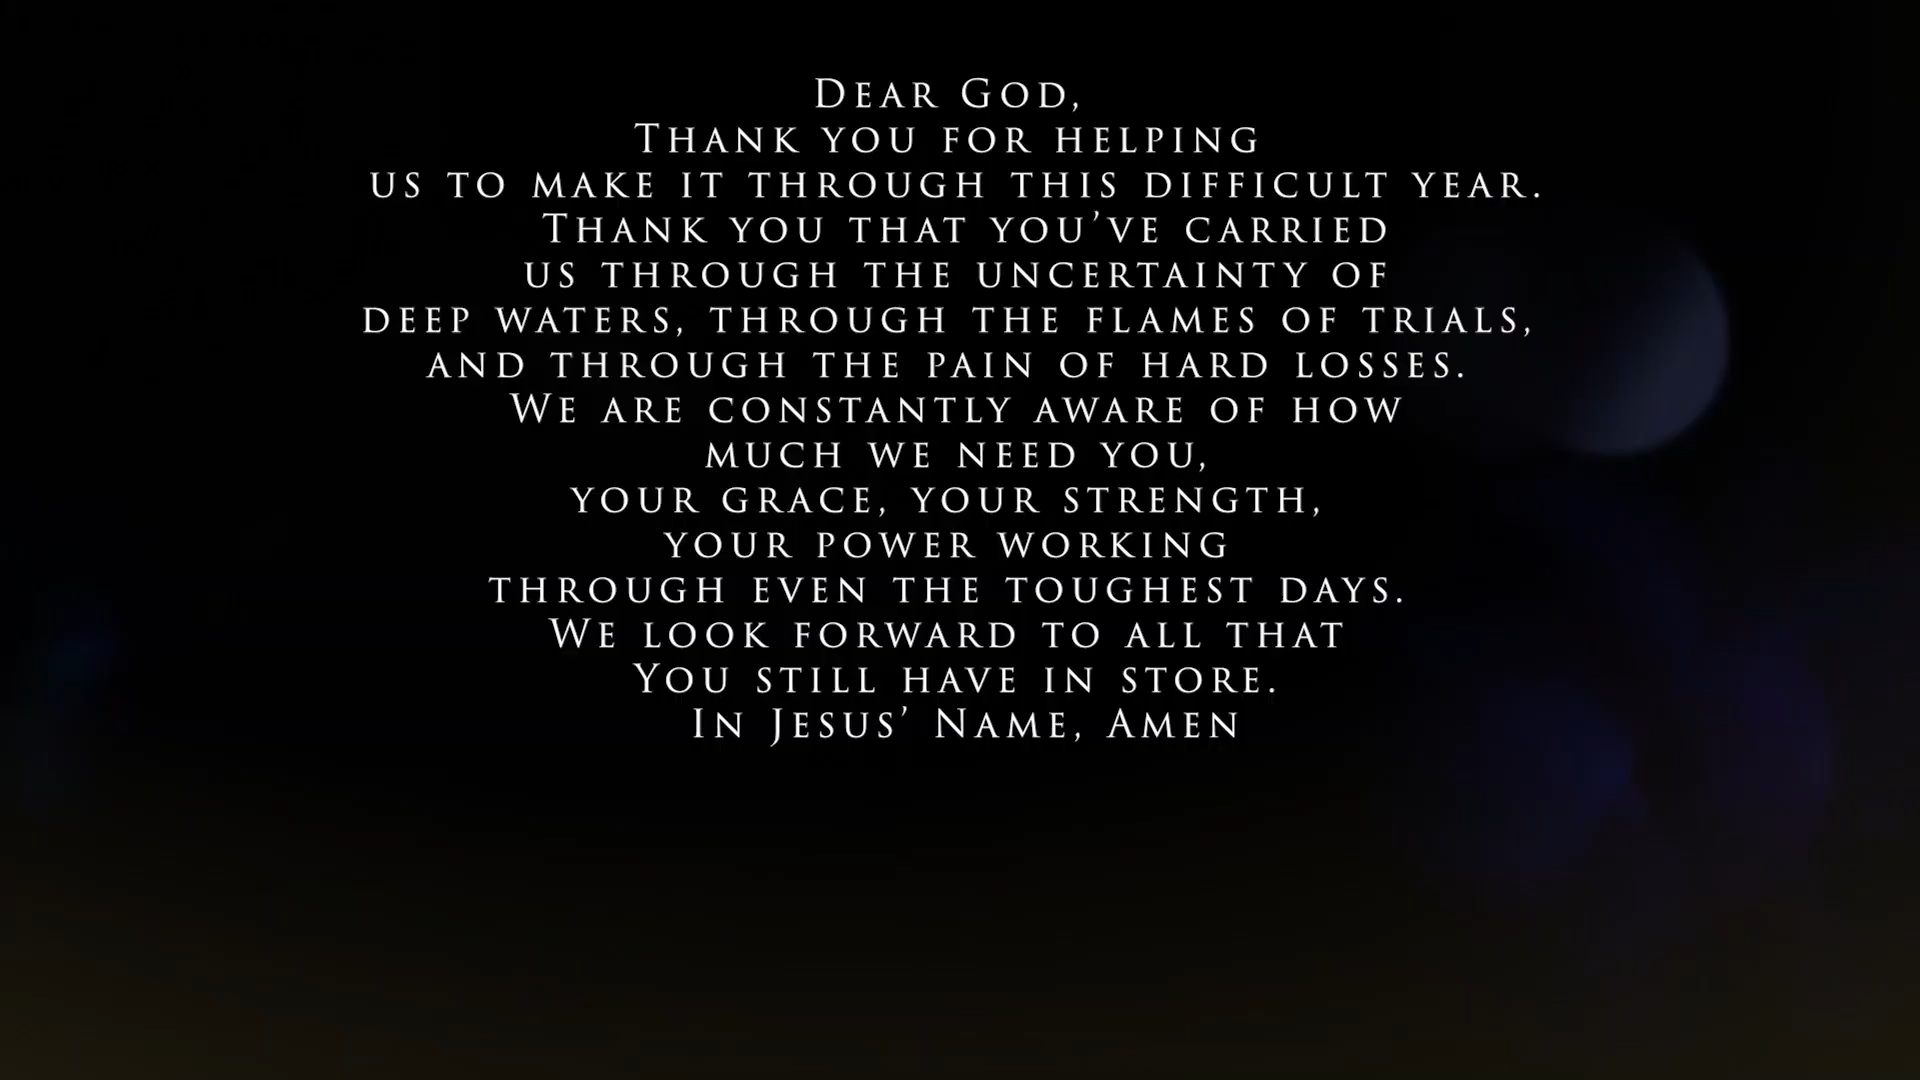 Dear God,
Thank you for helping
us to make it through this difficult year.
Thank you that you’ve carried
us through the uncertainty of
deep waters, through the flames of trials,
and through the pain of hard losses.
We are constantly aware of how
much we need you,
your grace, your strength,
your power working
through even the toughest days.
We look forward to all that
You still have in store.
In Jesus’ Name, Amen